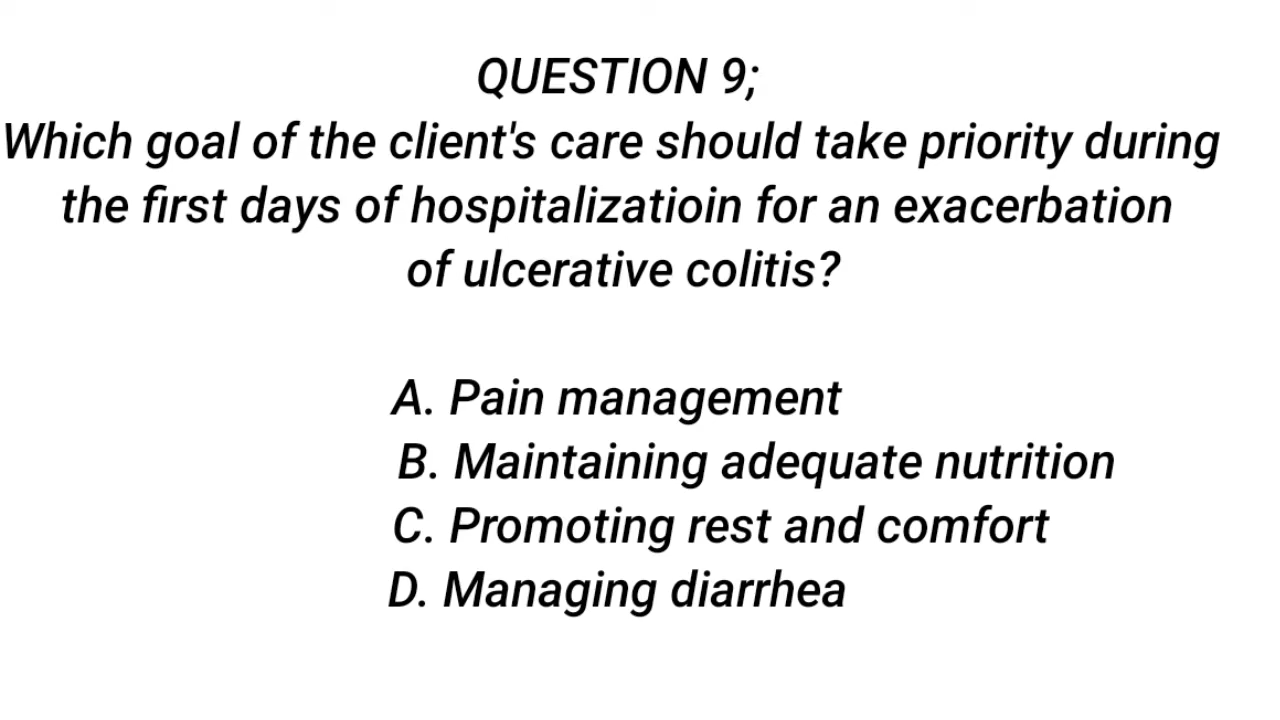 QUESTION 9;
Which goal of the client's care should take priority during
the first days of hospitalizatioin for an exacerbation
of ulcerative colitis?
A. Pain management
B. Maintaining adequate nutrition
C. Promoting rest and comfort
D. Managing diarrhea